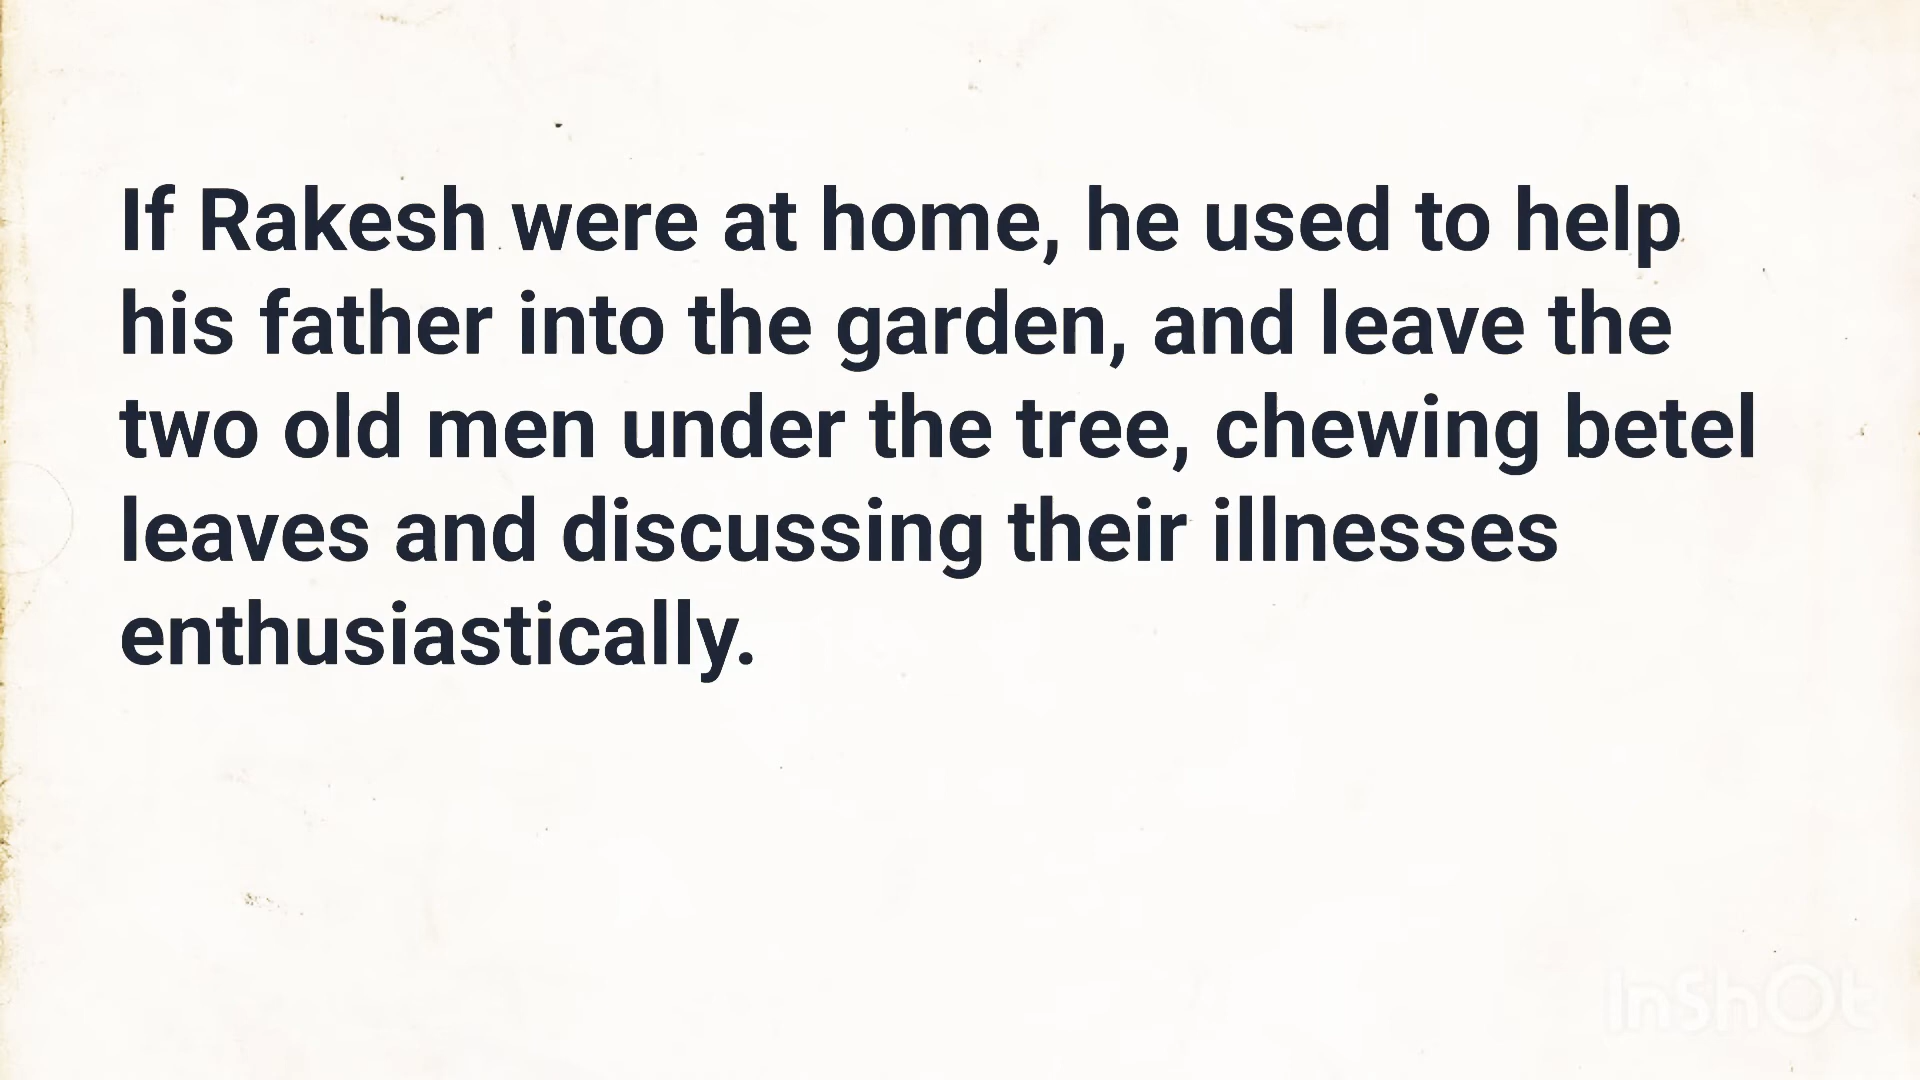 If Rakesh were at home, he used to help
his father into the garden, and leave the
two old men under the tree, chewing betel
leaves and discussing their illnesses
enthusiastically.
InShOt